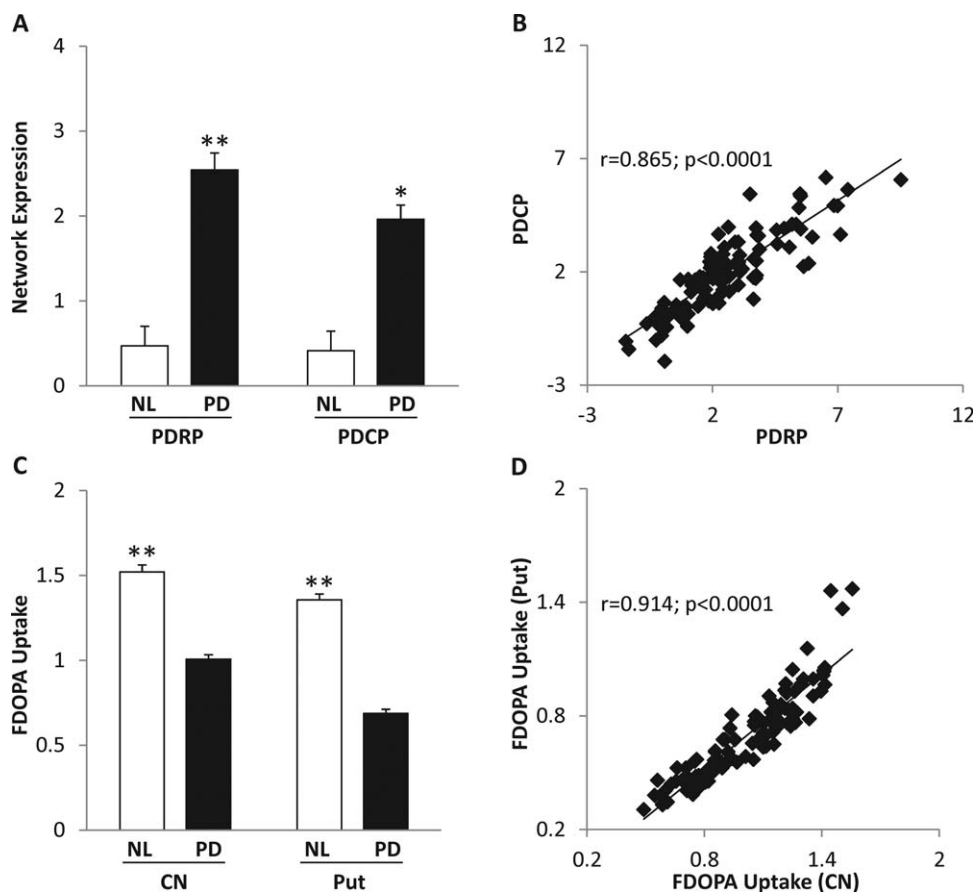 A
Network Expression
4
3
2
1
0
**
*
NL PD NL PD
PDRP PDCP
B
PDCP
12
7
2
-3
r=0.865; p<0.0001
-3 2 7 12
PDRP
C
FDOPA Uptake
2
1.5
1
0.5
0
**
**
NL PD NL PD
CN Put
D
FDOPA Uptake (Put)
2
1.4
0.8
0.2
r=0.914; p<0.0001
0.2 0.8 1.4 2
FDOPA Uptake (CN)